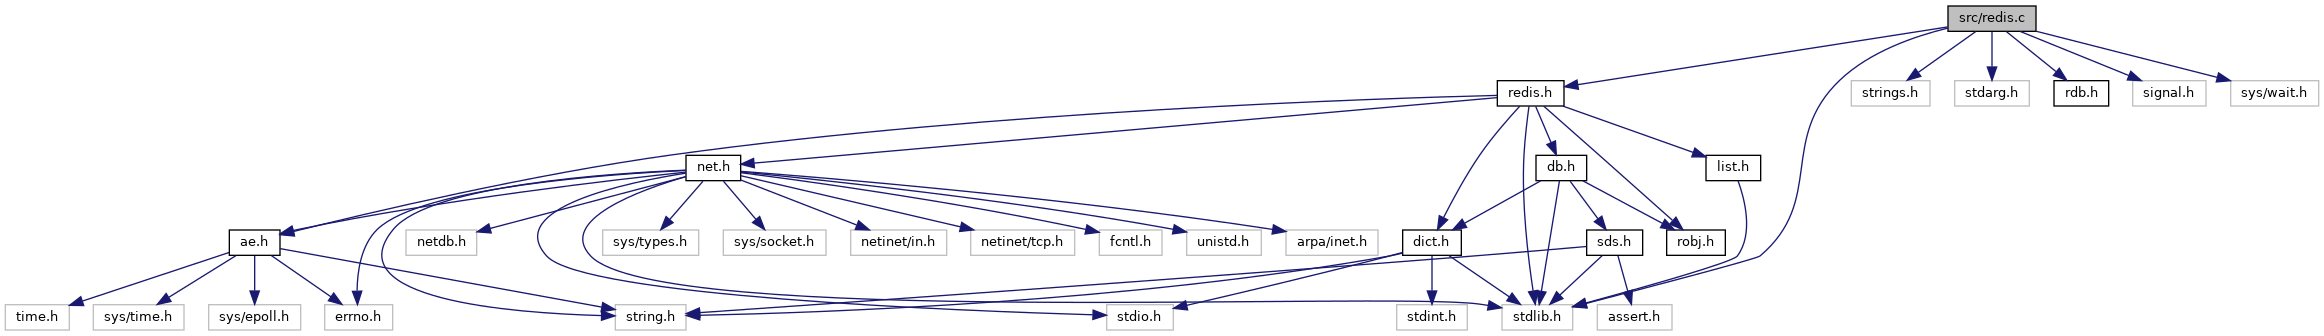 src/redis.c
redis.h
strings.h
stdarg.h
rdb.h
signal.h
sys/wait.h
net.h
db.h
list.h
ae.h
netdb.h
sys/types.h
sys/socket.h
netinet/in.h
netinet/tcp.h
fcntl.h
unistd.h
arpa/inet.h
dict.h
sds.h
robj.h
time.h
sys/time.h
sys/epoll.h
errno.h
string.h
stdio.h
stdint.h
stdlib.h
assert.h